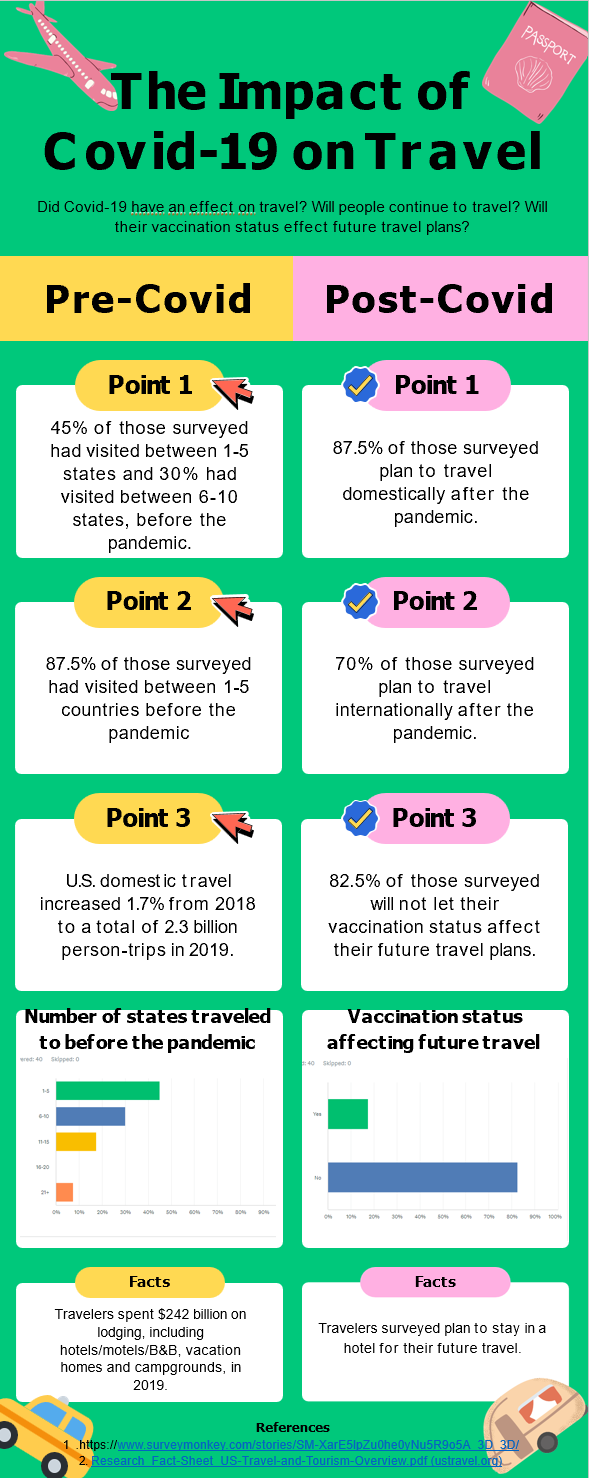 PASSPORT
The Impact of
Covid-19 on Travel
Did Covid-19 have an effect on travel? Will people continue to travel? Will
their vaccination status effect future travel plans?
Pre-Covid
Post-Covid
Point 1
45% of those surveyed
had visited between 1-5
states and 30% had
visited between 6-10
states, before the
pandemic.
Point 1
87.5% of those surveyed
plan to travel
domestically after the
pandemic.
Point 2
87.5% of those surveyed
had visited between 1-5
countries before the
pandemic
Point 2
70% of those surveyed
plan to travel
internationally after the
pandemic.
Point 3
U.S. domestic travel
increased 1.7% from 2018
to a total of 2.3 billion
person-trips in 2019.
Point 3
82.5% of those surveyed
will not let their
vaccination status affect
their future travel plans.
Number of states traveled
to before the pandemic
ered: 40 Skipped: 0
1-5
6-10
11-15
16-20
21+
0% 10% 20% 30% 40% 50% 60% 70% 80% 90%
Vaccination status
affecting future travel
d: 40 Skipped: 0
Yes
No
0% 10% 20% 30% 40% 50% 60% 70% 80% 90% 100%
Facts
Travelers spent $242 billion on
lodging, including
hotels/motels/B&B, vacation
homes and campgrounds, in
2019.
Facts
Travelers surveyed plan to stay in a
hotel for their future travel.
References
1 .https://www.surveymonkey.com/stories/SM-XarE5lpZu0he0yNu5R9o5A_3D_3D/
2. Research_Fact-Sheet_US-Travel-and-Tourism-Overview.pdf (ustravel.org)